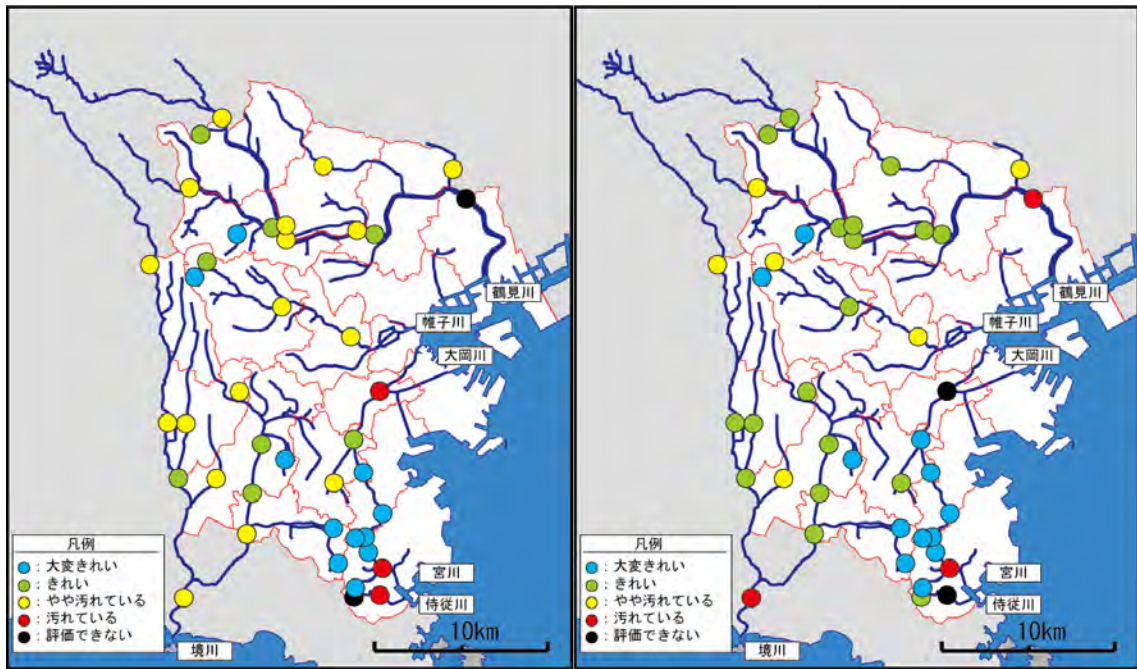 鶴見川
帷子川
大岡川
宮川
侍従川
境川
凡例
：大変きれい
：きれい
：やや汚れている
：汚れている
：評価できない
10km
鶴見川
帷子川
大岡川
宮川
侍従川
境川
凡例
：大変きれい
：きれい
：やや汚れている
：汚れている
：評価できない
10km